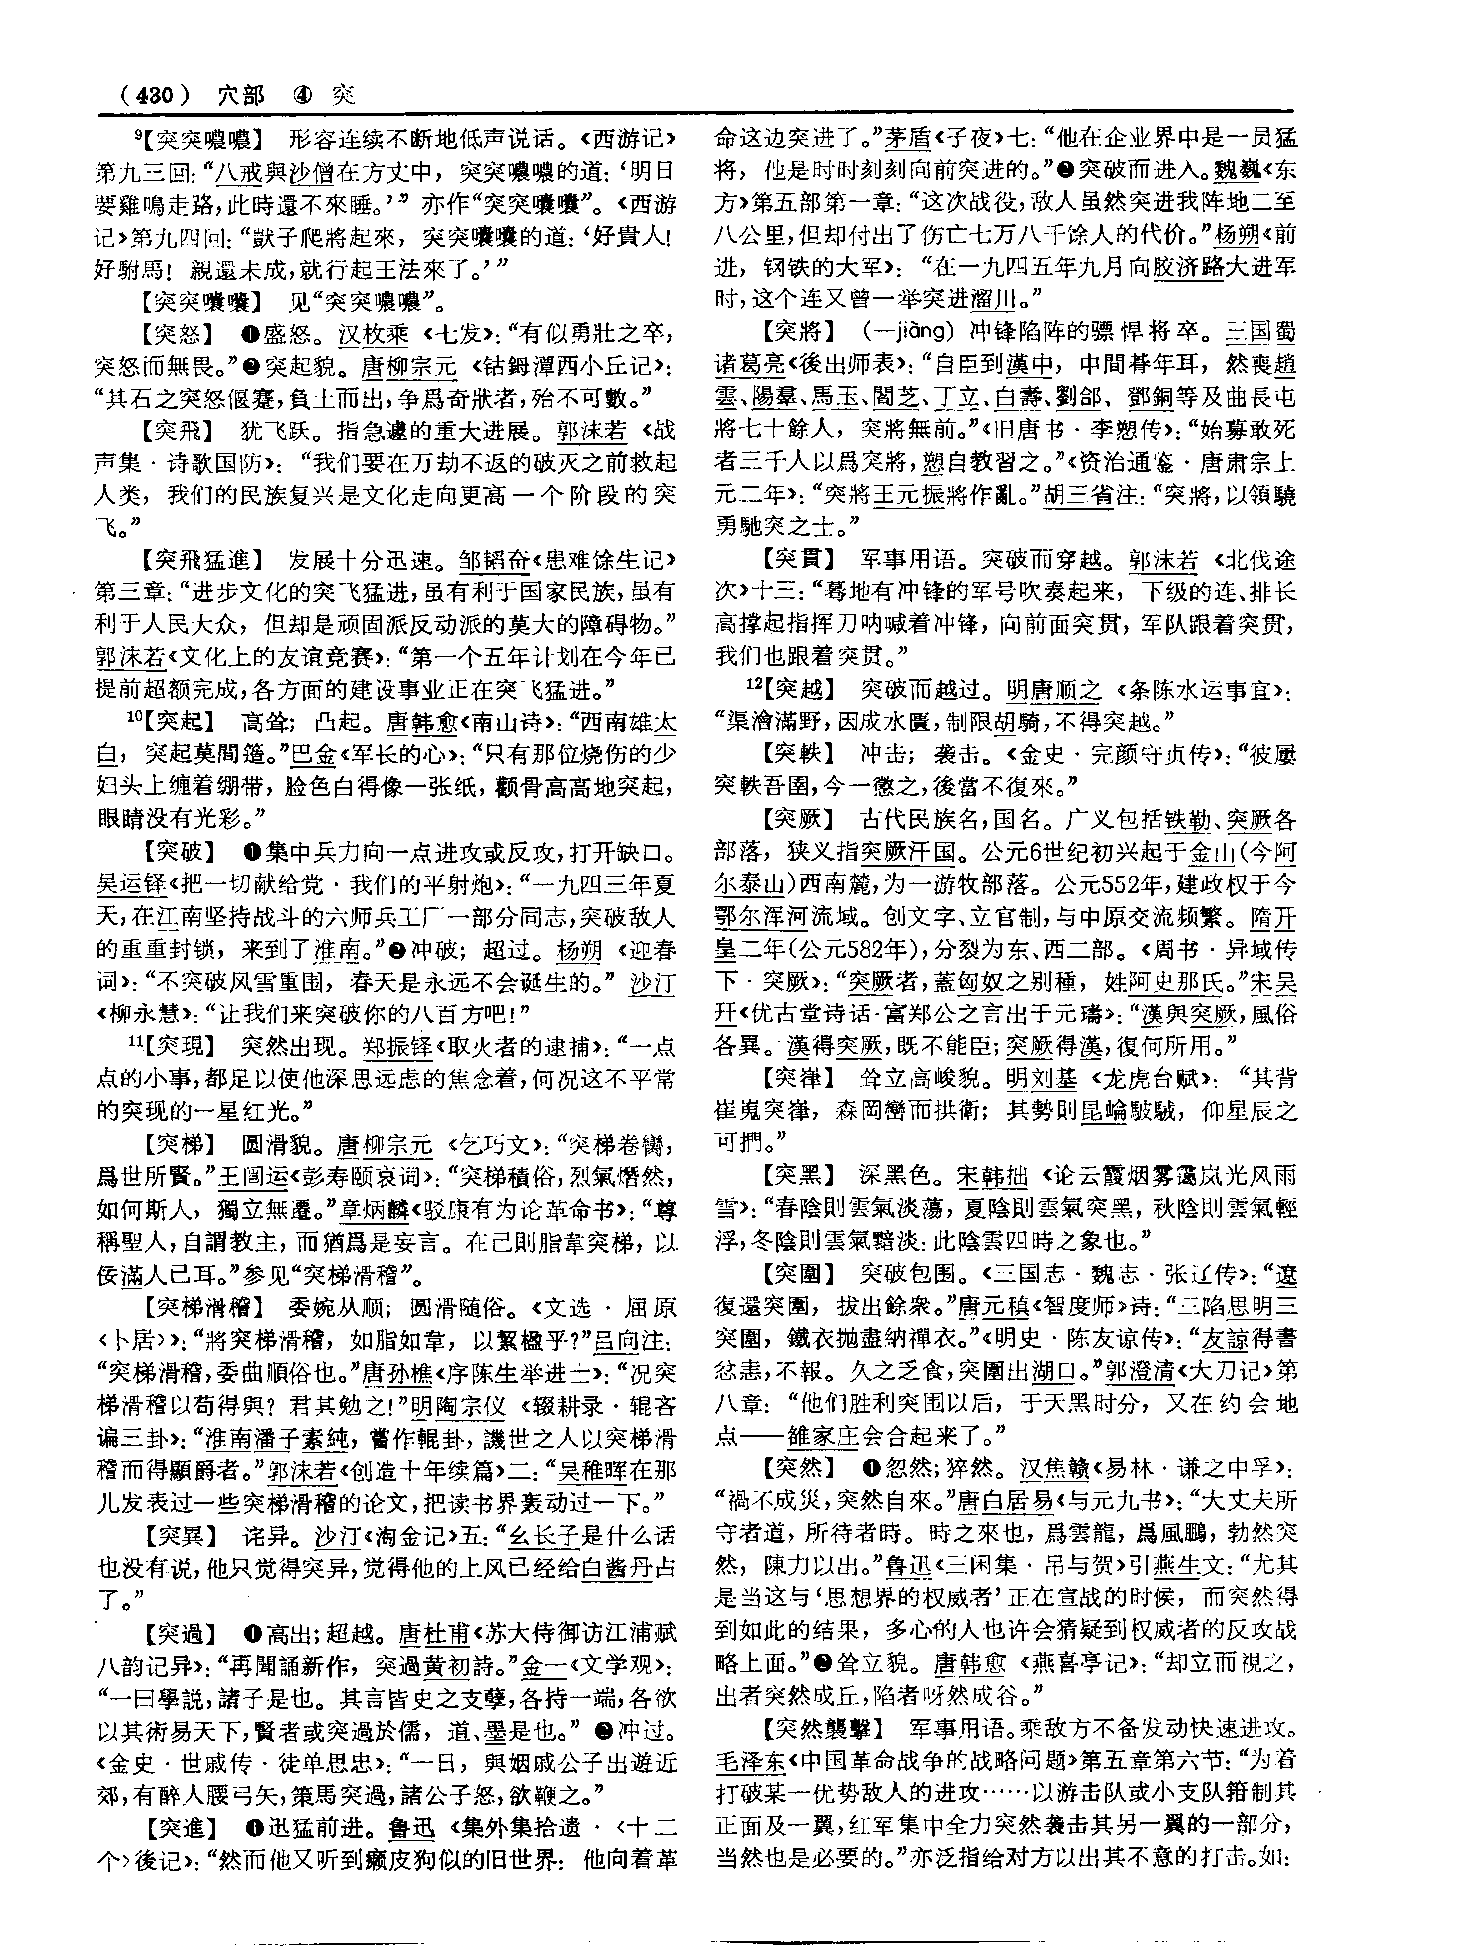 （430） 穴部 ④ 突
⁹【突突噥噥】 形容连续不断地低声说话。《西游记》
第九三回：“八戒與沙僧在方丈中，突突噥噥的道：‘明日
要雞鳴走路，此時還不來睡。’” 亦作“突突囔囔”。《西游
记》第九四回：“獃子爬將起來，突突囔囔的道：‘好貴人！
好駙馬！親還未成，就行起王法來了。’”
【突突囔囔】 见“突突噥噥”。
【突怒】 ❶盛怒。汉枚乘《七发》：“有似勇壯之卒，
突怒而無畏。”❷突起貌。唐柳宗元《钴鉧潭西小丘记》：
“其石之突怒偃蹇，負土而出，争爲奇狀者，殆不可數。”
【突飛】 犹飞跃。指急遽的重大进展。郭沫若《战
声集·诗歌国防》：“我们要在万劫不返的破灭之前救起
人类，我们的民族复兴是文化走向更高一个阶段的突
飞。”
【突飛猛進】 发展十分迅速。邹韬奋《患难馀生记》
第三章：“进步文化的突飞猛进，虽有利于国家民族，虽有
利于人民大众，但却是顽固派反动派的莫大的障碍物。”
郭沫若《文化上的友谊竞赛》：“第一个五年计划在今年已
提前超额完成，各方面的建设事业正在突飞猛进。”
¹⁰【突起】 高耸；凸起。唐韩愈《南山诗》：“西南雄太
白，突起莫間簉。”巴金《军长的心》：“只有那位烧伤的少
妇头上缠着绷带，脸色白得像一张纸，颧骨高高地突起，
眼睛没有光彩。”
【突破】 ❶集中兵力向一点进攻或反攻，打开缺口。
吴运铎《把一切献给党·我们的平射炮》：“一九四三年夏
天，在江南坚持战斗的六师兵工厂一部分同志，突破敌人
的重重封锁，来到了淮南。”❷冲破；超过。杨朔《迎春
词》：“不突破风雪重围，春天是永远不会诞生的。” 沙汀
《柳永慧》：“让我们来突破你的八百方吧！”
¹¹【突現】 突然出现。郑振铎《取火者的逮捕》：“一点
点的小事，都足以使他深思远虑的焦念着，何况这不平常
的突现的一星红光。”
【突梯】 圆滑貌。唐柳宗元《乞巧文》：“突梯卷臠，
爲世所賢。”王闿运《彭寿颐哀词》：“突梯積俗，烈氣熸然，
如何斯人，獨立無遷。”章炳麟《驳康有为论革命书》：“尊
稱聖人，自謂教主，而猶爲是妄言。在己則脂韋突梯，以
佞滿人已耳。”参见“突梯滑稽”。
【突梯滑稽】 委婉从顺；圆滑随俗。《文选·屈原
〈卜居〉》：“將突梯滑稽，如脂如韋，以絜楹乎？”吕向注：
“突梯滑稽，委曲順俗也。”唐孙樵《序陈生举进士》：“况突
梯滑稽以苟得與？君其勉之！”明陶宗仪《辍耕录·辊吝
谝三卦》：“淮南潘子素純，嘗作輥卦，譏世之人以突梯滑
稽而得顯爵者。”郭沫若《创造十年续篇》二：“吴稚晖在那
儿发表过一些突梯滑稽的论文，把读书界轰动过一下。”
【突異】 诧异。沙汀《淘金记》五：“幺长子是什么话
也没有说，他只觉得突异，觉得他的上风已经给白酱丹占
了。”
【突過】 ❶高出；超越。唐杜甫《苏大侍御访江浦赋
八韵记异》：“再聞誦新作，突過黄初詩。”金一《文学观》：
“一曰學説，諸子是也。其言皆史之支孽，各持一端，各欲
以其術易天下，賢者或突過於儒，道、墨是也。” ❷冲过。
《金史·世戚传·徒单思忠》：“一日，與姻戚公子出遊近
郊，有醉人腰弓矢，策馬突過，諸公子怒，欲鞭之。”
【突進】 ❶迅猛前进。鲁迅《集外集拾遗·〈十二
个〉後记》：“然而他又听到癞皮狗似的旧世界：他向着革
命这边突进了。”茅盾《子夜》七：“他在企业界中是一员猛
将，他是时时刻刻向前突进的。”❷突破而进入。魏巍《东
方》第五部第一章：“这次战役，敌人虽然突进我阵地二至
八公里，但却付出了伤亡七万八千馀人的代价。”杨朔《前
进，钢铁的大军》：“在一九四五年九月向胶济路大进军
时，这个连又曾一举突进淄川。”
【突將】 （—jiàng）冲锋陷阵的骠悍将卒。三国蜀
诸葛亮《後出师表》：“自臣到漢中，中間朞年耳，然喪趙
雲、陽羣、馬玉、閻芝、丁立、白壽、劉郃、鄧銅等及曲長屯
將七十餘人，突將無前。”《旧唐书·李愬传》：“始募敢死
者三千人以爲突將，愬自教習之。”《资治通鉴·唐肃宗上
元二年》：“突將王元振將作亂。”胡三省注：“突將，以領驍
勇馳突之士。”
【突貫】 军事用语。突破而穿越。郭沫若《北伐途
次》十三：“蓦地有冲锋的军号吹奏起来，下级的连、排长
高撑起指挥刀呐喊着冲锋，向前面突贯，军队跟着突贯，
我们也跟着突贯。”
¹²【突越】 突破而越过。明唐顺之《条陈水运事宜》：
“渠澮滿野，因成水匱，制限胡騎，不得突越。”
【突軼】 冲击；袭击。《金史·完颜守贞传》：“彼屢
突軼吾圉，今一懲之，後當不復來。”
【突厥】 古代民族名，国名。广义包括铁勒、突厥各
部落，狭义指突厥汗国。公元6世纪初兴起于金山（今阿
尔泰山）西南麓，为一游牧部落。公元552年，建政权于今
鄂尔浑河流域。创文字、立官制，与中原交流频繁。隋开
皇二年（公元582年），分裂为东、西二部。《周书·异域传
下·突厥》：“突厥者，蓋匈奴之别種，姓阿史那氏。”宋吴
幵《优古堂诗话·富郑公之言出于元璹》：“漢與突厥，風俗
各異。漢得突厥，既不能臣；突厥得漢，復何所用。”
【突嵂】 耸立高峻貌。明刘基《龙虎台赋》：“其背
崔嵬突嵂，森岡巒而拱衛；其勢則昆崘駊騀，仰星辰之
可捫。”
【突黑】 深黑色。宋韩拙《论云霞烟雾霭岚光风雨
雪》：“春陰則雲氣淡蕩，夏陰則雲氣突黑，秋陰則雲氣輕
浮，冬陰則雲氣黯淡：此陰雲四時之象也。”
【突圍】 突破包围。《三国志·魏志·张辽传》：“遼
復還突圍，拔出餘衆。”唐元稹《智度师》诗：“三陷思明三
突圍，鐵衣抛盡納禪衣。”《明史·陈友谅传》：“友諒得書
忿恚，不報。久之乏食，突圍出湖口。”郭澄清《大刀记》第
八章：“他们胜利突围以后，于天黑时分，又在约会地
点——雒家庄会合起来了。”
【突然】 ❶忽然；猝然。汉焦赣《易林·谦之中孚》：
“禍不成災，突然自來。”唐白居易《与元九书》：“大丈夫所
守者道，所待者時。時之來也，爲雲龍，爲風鵬，勃然突
然，陳力以出。”鲁迅《三闲集·吊与贺》引燕生文：“尤其
是当这与‘思想界的权威者’正在宣战的时候，而突然得
到如此的结果，多心的人也许会猜疑到权威者的反攻战
略上面。”❷耸立貌。唐韩愈《燕喜亭记》：“却立而視之，
出者突然成丘，陷者呀然成谷。”
【突然襲擊】 军事用语。乘敌方不备发动快速进攻。
毛泽东《中国革命战争的战略问题》第五章第六节：“为着
打破某一优势敌人的进攻……以游击队或小支队箝制其
正面及一翼，红军集中全力突然袭击其另一翼的一部分，
当然也是必要的。”亦泛指给对方以出其不意的打击。如：